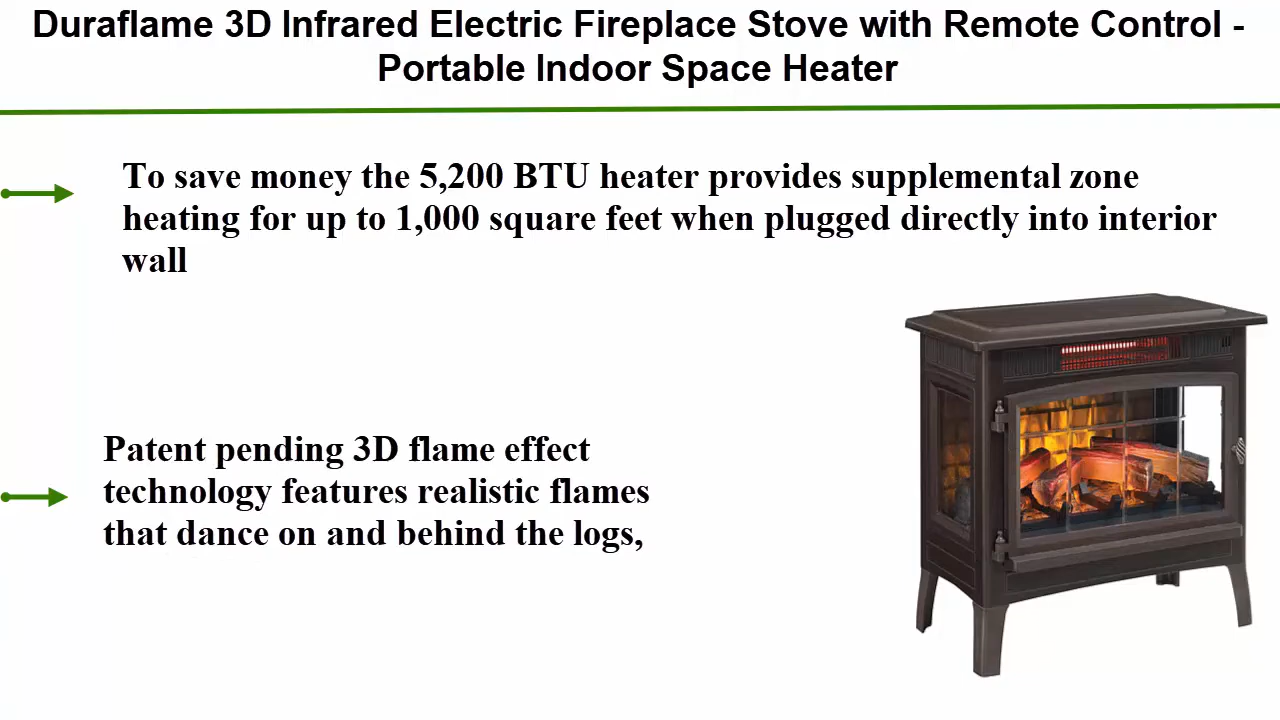 Duraflame 3D Infrared Electric Fireplace Stove with Remote Control -
Portable Indoor Space Heater
To save money the 5,200 BTU heater provides supplemental zone
heating for up to 1,000 square feet when plugged directly into interior
wall
Patent pending 3D flame effect
technology features realistic flames
that dance on and behind the logs,